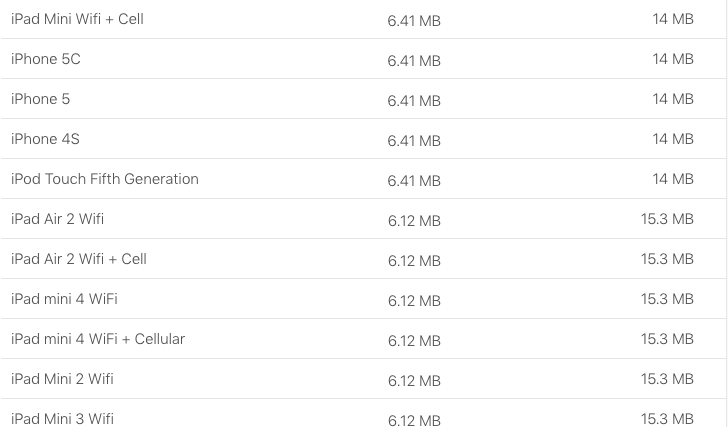 iPad Mini Wifi + Cell 6.41 MB 14 MB
iPhone 5C 6.41 MB 14 MB
iPhone 5 6.41 MB 14 MB
iPhone 4S 6.41 MB 14 MB
iPod Touch Fifth Generation 6.41 MB 14 MB
iPad Air 2 Wifi 6.12 MB 15.3 MB
iPad Air 2 Wifi + Cell 6.12 MB 15.3 MB
iPad mini 4 WiFi 6.12 MB 15.3 MB
iPad mini 4 WiFi + Cellular 6.12 MB 15.3 MB
iPad Mini 2 Wifi 6.12 MB 15.3 MB
iPad Mini 3 Wifi 6.12 MB 15.3 MB